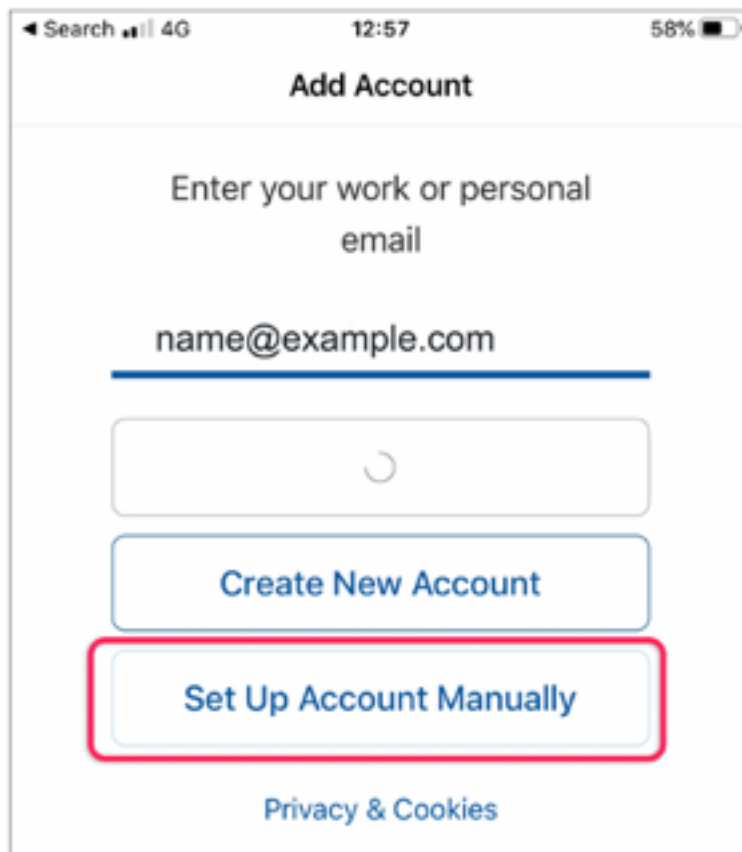 Search 4G 12:57 58%
Add Account
Enter your work or personal
email
name@example.com
Create New Account
Set Up Account Manually
Privacy & Cookies